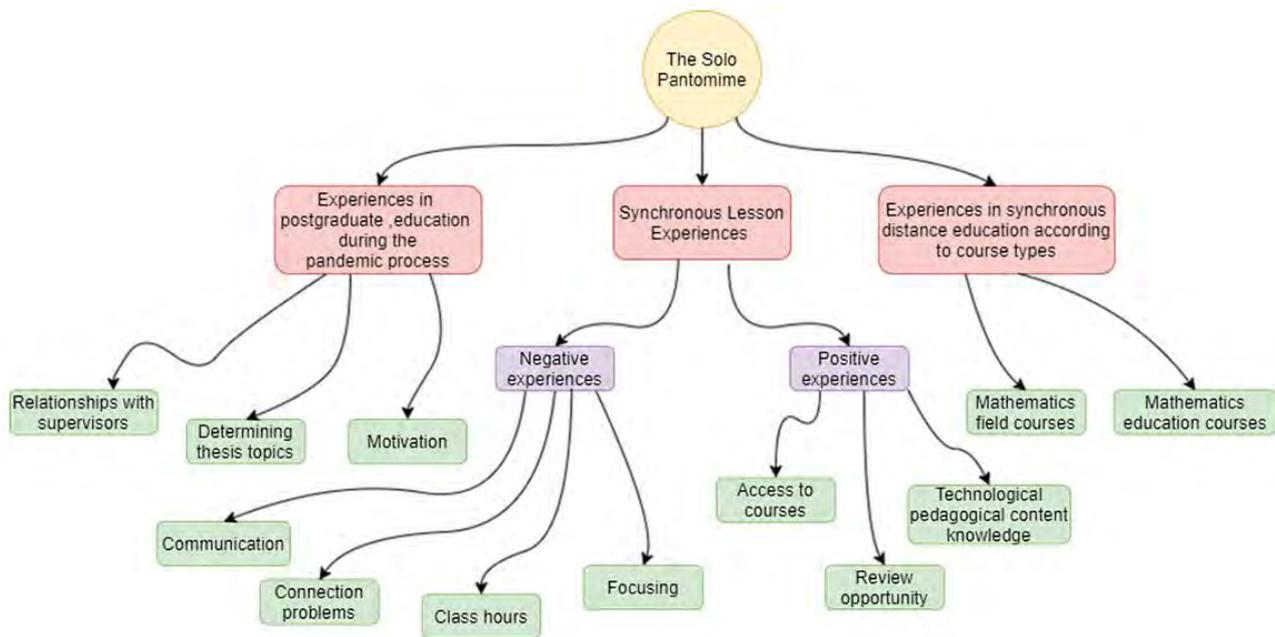 The Solo
Pantomime
Experiences in
postgraduate ,education
during the
pandemic process
Synchronous Lesson
Experiences
Experiences in synchronous
distance education according
to course types
Negative
experiences
Positive
experiences
Relationships with
supervisors
Determining
thesis topics
Motivation
Mathematics
field courses
Mathematics
education courses
Access to
courses
Technological
pedagogical content
knowledge
Communication
Connection
problems
Class hours
Focusing
Review
opportunity